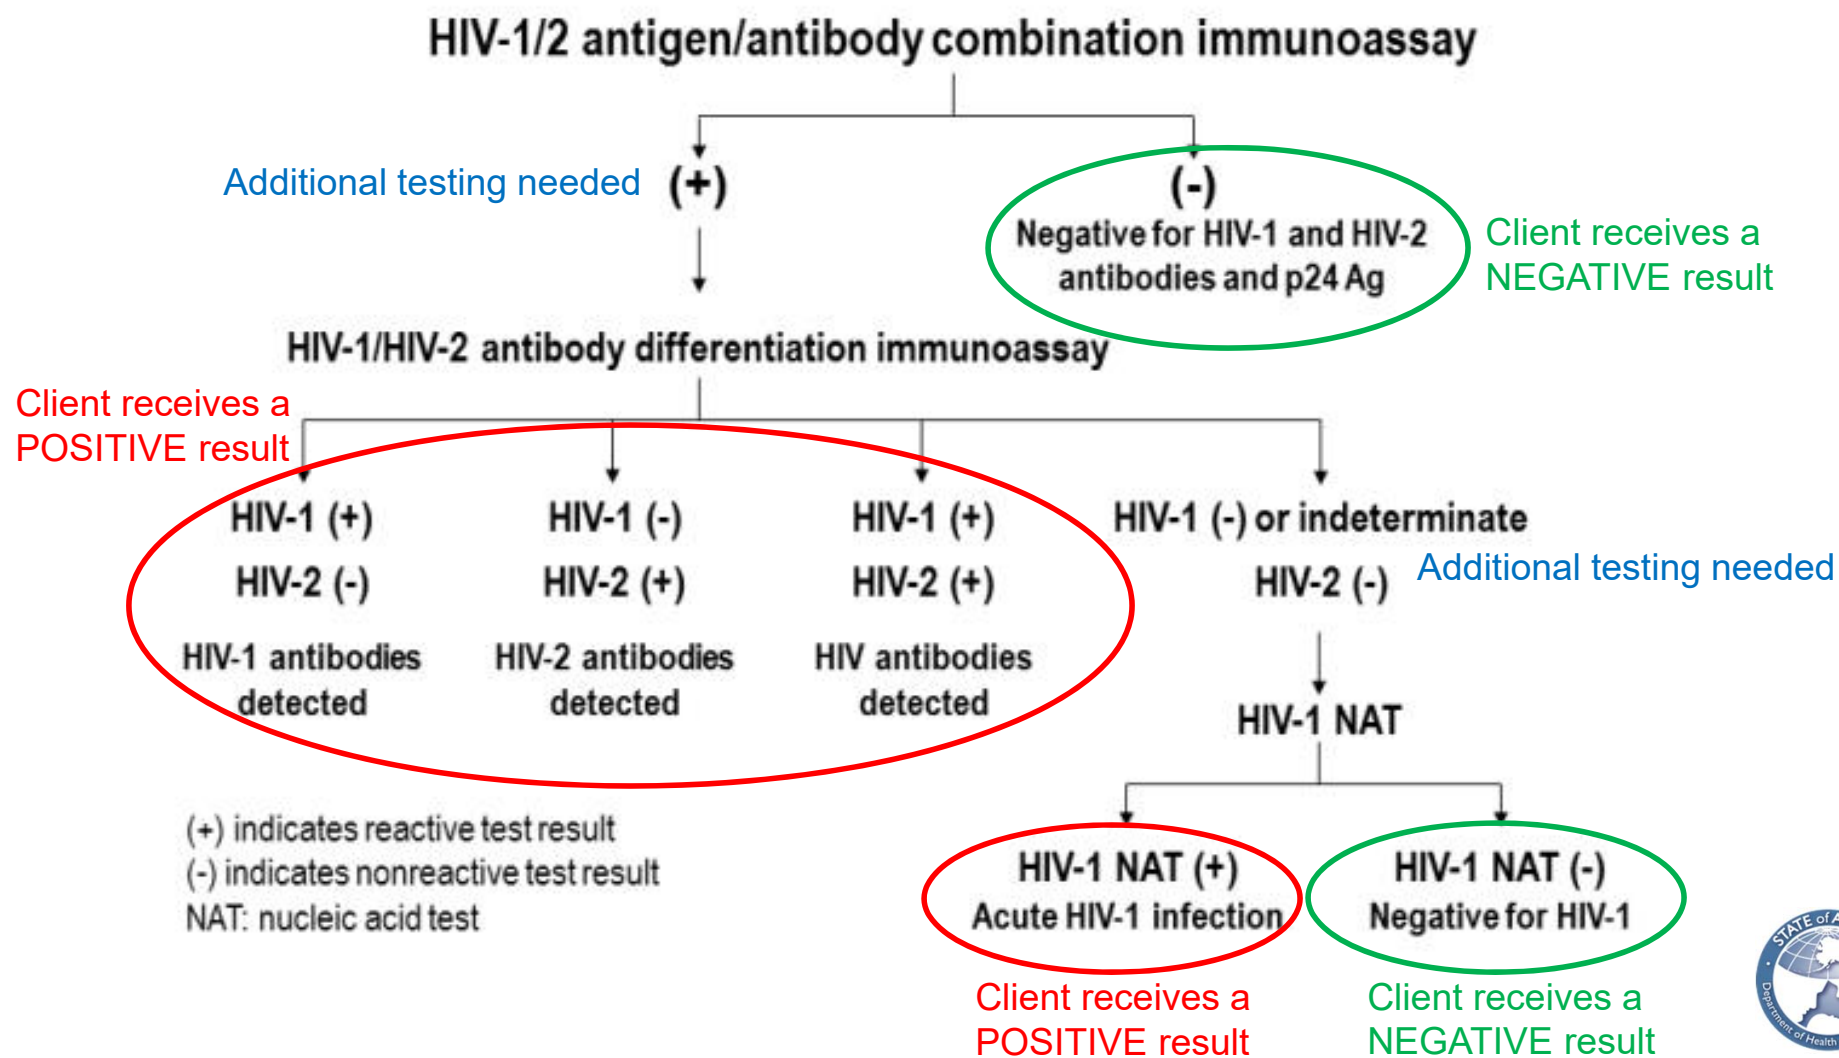 HIV-1/2 antigen/antibody combination immunoassay
Additional testing needed
(+)
(-)
Negative for HIV-1 and HIV-2
antibodies and p24 Ag
Client receives a
NEGATIVE result
HIV-1/HIV-2 antibody differentiation immunoassay
Client receives a
POSITIVE result
HIV-1 (+)
HIV-2 (-)
HIV-1 antibodies
detected
HIV-1 (-)
HIV-2 (+)
HIV-2 antibodies
detected
HIV-1 (+)
HIV-2 (+)
HIV antibodies
detected
HIV-1 (-) or indeterminate
HIV-2 (-)
Additional testing needed
HIV-1 NAT
(+) indicates reactive test result
(-) indicates nonreactive test result
NAT: nucleic acid test
HIV-1 NAT (+)
Acute HIV-1 infection
Client receives a
POSITIVE result
HIV-1 NAT (-)
Negative for HIV-1
Client receives a
NEGATIVE result
STATE of A
Department of Health